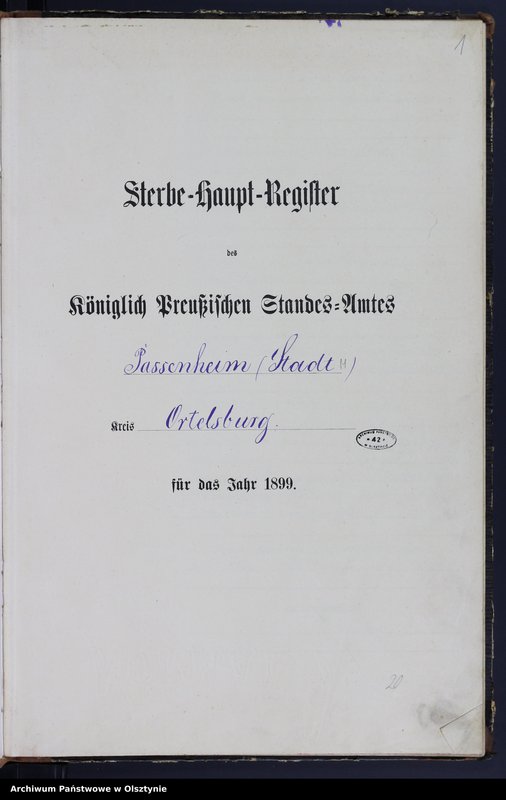 1
Sterbe-Haupt-Register
des
Königlich Preußischen Standes-Amtes
Passenheim (Stadt)
Kreis Ortelsburg.
42
für das Jahr 1899.
20
Archiwum Państwowe w Olsztynie